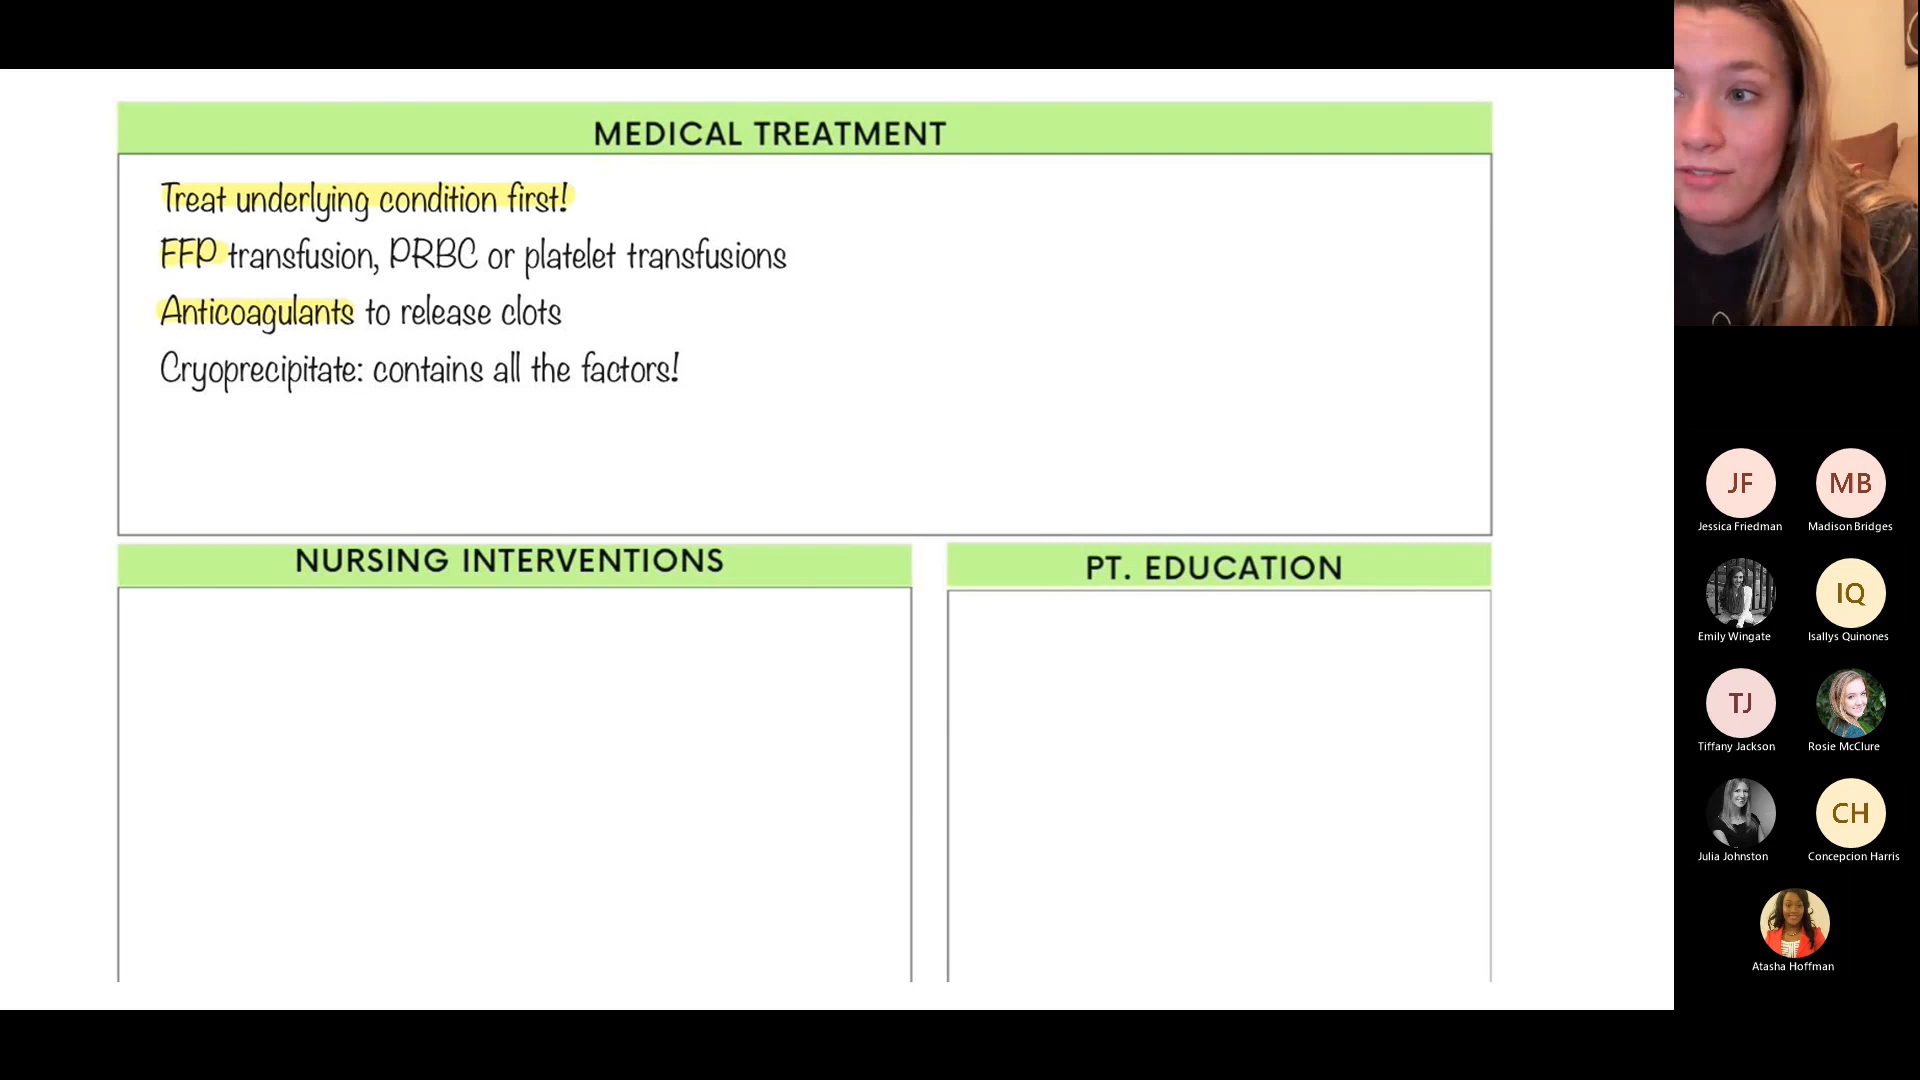 MEDICAL TREATMENT
Treat underlying condition first!
FFP transfusion, PRBC or platelet transfusions
Anticoagulants to release clots
Cryoprecipitate: contains all the factors!
NURSING INTERVENTIONS
PT. EDUCATION
JF
Jessica Friedman
MB
Madison Bridges
Emily Wingate
IQ
Isallys Quinones
TJ
Tiffany Jackson
Rosie McClure
Julia Johnston
CH
Concepcion Harris
Atasha Hoffman